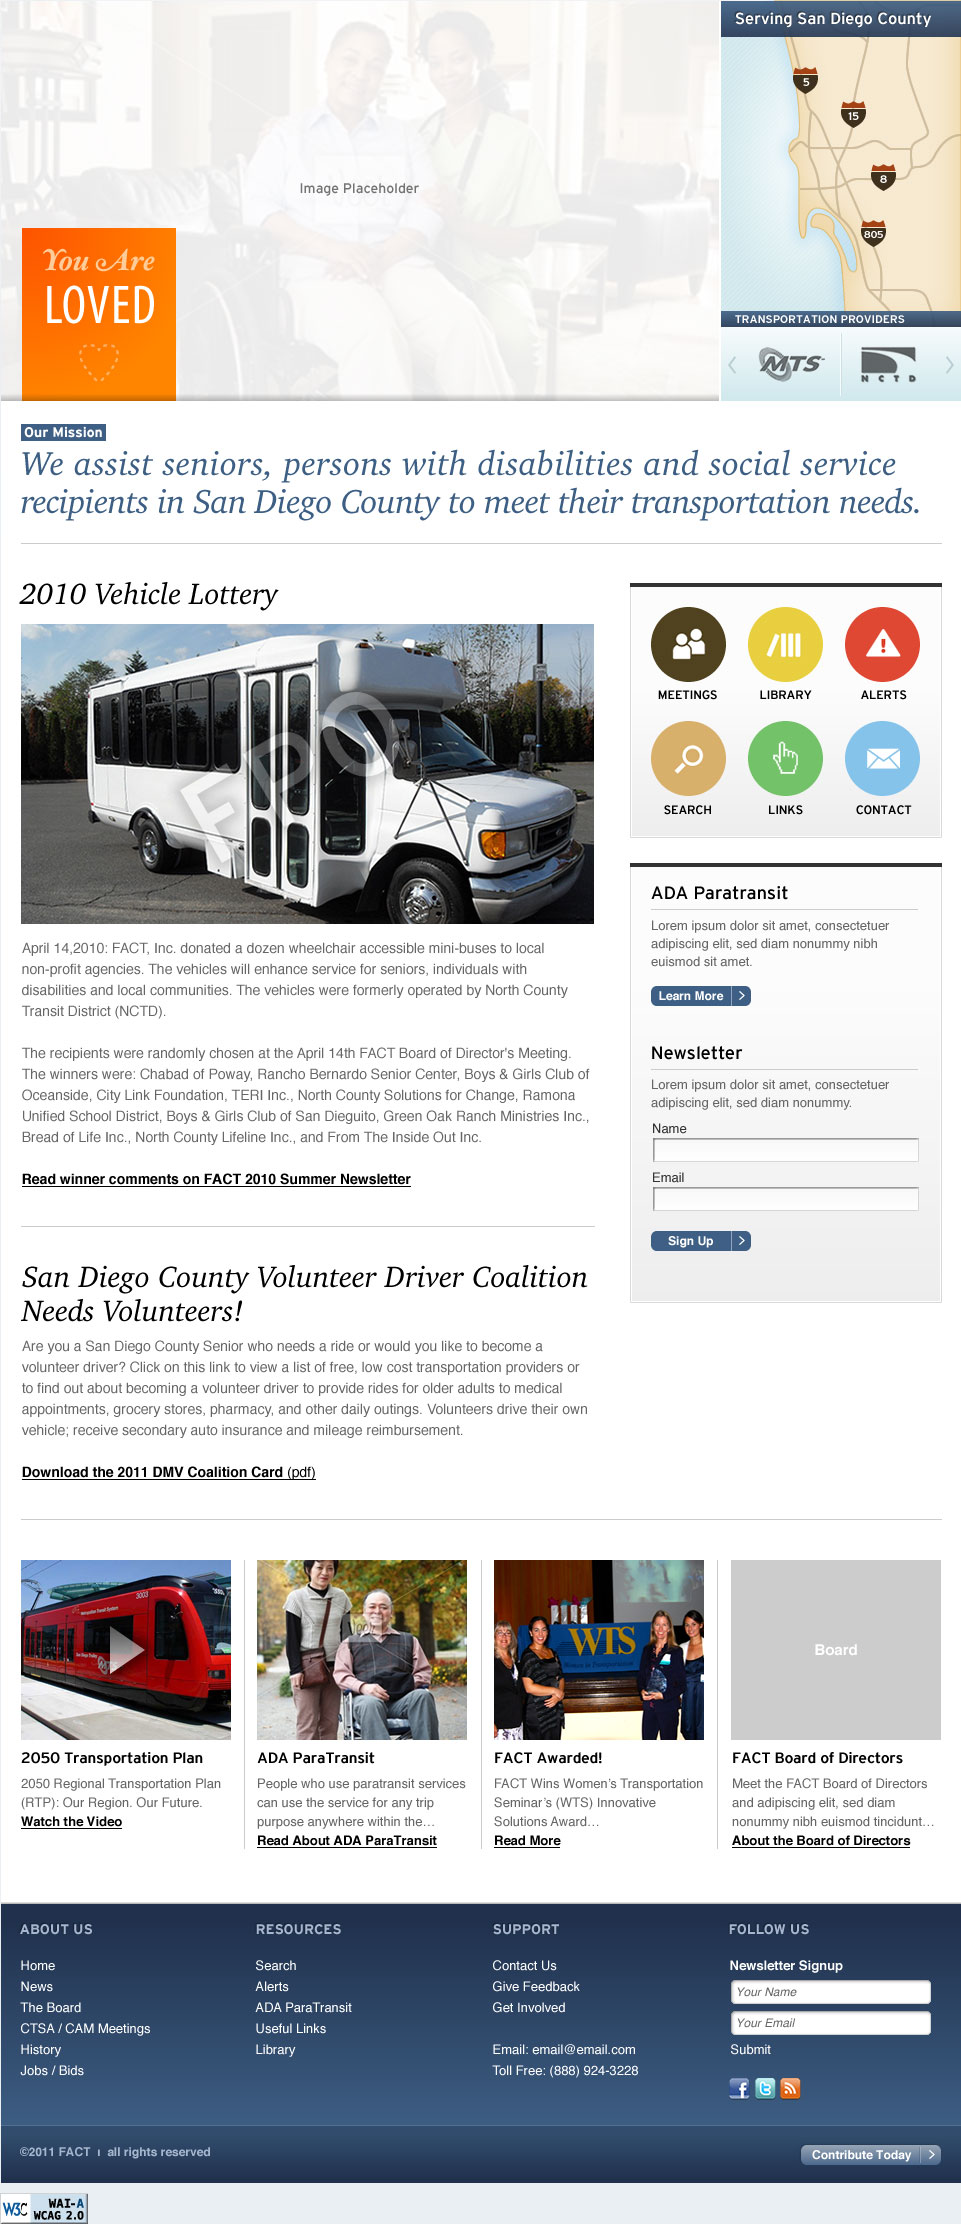 Serving San Diego County
5
15
8
805
Image Placeholder
You Are
LOVED
TRANSPORTATION PROVIDERS
MTS
NCTD
Our Mission
We assist seniors, persons with disabilities and social service
recipients in San Diego County to meet their transportation needs.
2010 Vehicle Lottery
FPO
April 14,2010: FACT, Inc. donated a dozen wheelchair accessible mini-buses to local
non-profit agencies. The vehicles will enhance service for seniors, individuals with
disabilities and local communities. The vehicles were formerly operated by North County
Transit District (NCTD).
The recipients were randomly chosen at the April 14th FACT Board of Director's Meeting.
The winners were: Chabad of Poway, Rancho Bernardo Senior Center, Boys & Girls Club of
Oceanside, City Link Foundation, TERI Inc., North County Solutions for Change, Ramona
Unified School District, Boys & Girls Club of San Dieguito, Green Oak Ranch Ministries Inc.,
Bread of Life Inc., North County Lifeline Inc., and From The Inside Out Inc.
Read winner comments on FACT 2010 Summer Newsletter
San Diego County Volunteer Driver Coalition
Needs Volunteers!
Are you a San Diego County Senior who needs a ride or would you like to become a
volunteer driver? Click on this link to view a list of free, low cost transportation providers or
to find out about becoming a volunteer driver to provide rides for older adults to medical
appointments, grocery stores, pharmacy, and other daily outings. Volunteers drive their own
vehicle; receive secondary auto insurance and mileage reimbursement.
Download the 2011 DMV Coalition Card (pdf)
MEETINGS
LIBRARY
ALERTS
SEARCH
LINKS
CONTACT
ADA Paratransit
Lorem ipsum dolor sit amet, consectetuer
adipiscing elit, sed diam nonummy nibh
euismod sit amet.
Learn More
Newsletter
Lorem ipsum dolor sit amet, consectetuer
adipiscing elit, sed diam nonummy.
Name
Email
Sign Up
3003
Metropolitan Transit System
San Diego Trolley
2050 Transportation Plan
2050 Regional Transportation Plan
(RTP): Our Region. Our Future.
Watch the Video
ADA ParaTransit
People who use paratransit services
can use the service for any trip
purpose anywhere within the…
Read About ADA ParaTransit
WTS
Women in Transportation
FACT Awarded!
FACT Wins Women's Transportation
Seminar's (WTS) Innovative
Solutions Award…
Read More
Board
FACT Board of Directors
Meet the FACT Board of Directors
and adipiscing elit, sed diam
nonummy nibh euismod tincidunt…
About the Board of Directors
ABOUT US
Home
News
The Board
CTSA / CAM Meetings
History
Jobs / Bids
RESOURCES
Search
Alerts
ADA ParaTransit
Useful Links
Library
SUPPORT
Contact Us
Give Feedback
Get Involved
Email: email@email.com
Toll Free: (888) 924-3228
FOLLOW US
Newsletter Signup
Your Name
Your Email
Submit
©2011 FACT | all rights reserved
Contribute Today
W3C WAI-A
WCAG 2.0